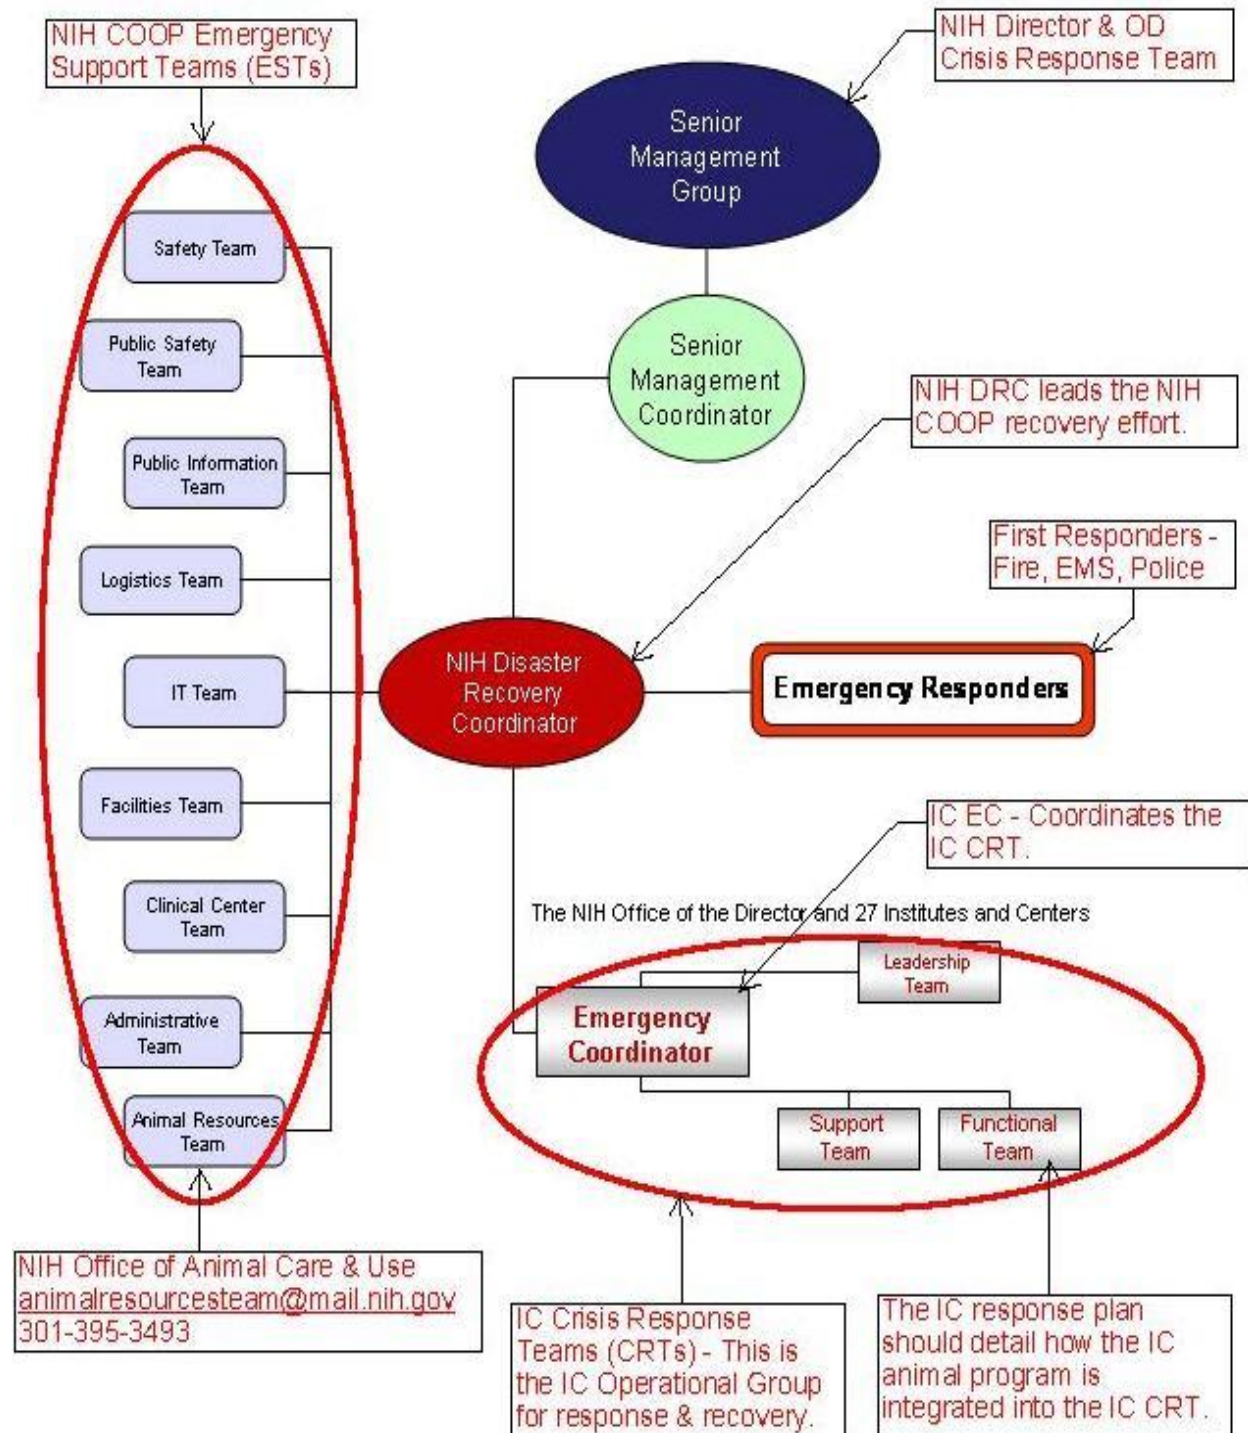 NIH COOP Emergency
Support Teams (ESTs)
NIH Director & OD
Crisis Response Team
Senior
Management
Group
Safety Team
Public Safety
Team
Senior
Management
Coordinator
NIH DRC leads the NIH
COOP recovery effort.
Public Information
Team
First Responders -
Fire, EMS, Police
Logistics Team
NIH Disaster
Recovery
Coordinator
IT Team
Emergency Responders
Facilities Team
IC EC - Coordinates the
IC CRT.
Clinical Center
Team
The NIH Office of the Director and 27 Institutes and Centers
Leadership
Team
Emergency
Coordinator
Administrative
Team
Animal Resources
Team
Support
Team
Functional
Team
NIH Office of Animal Care & Use
animalresourcesteam@mail.nih.gov
301-395-3493
IC Crisis Response
Teams (CRTs) - This is
the IC Operational Group
for response & recovery.
The IC response plan
should detail how the IC
animal program is
integrated into the IC CRT.